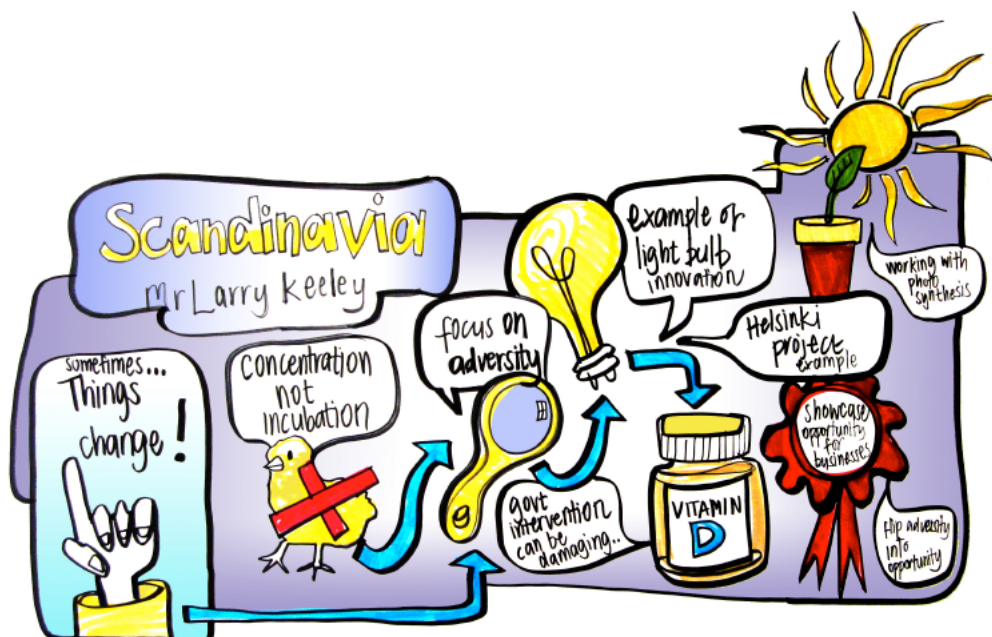 Scandinavia
Mr Larry Keeley
sometimes...
Things
change!
concentration
not
incubation
focus on
adversity
govt
intervention
can be
damaging..
example of
light bulb
innovation
VITAMIN
D
Helsinki
project
example
working with
photo
synthesis
showcase
opportunity
for
businesses
flip adversity
into
opportunity